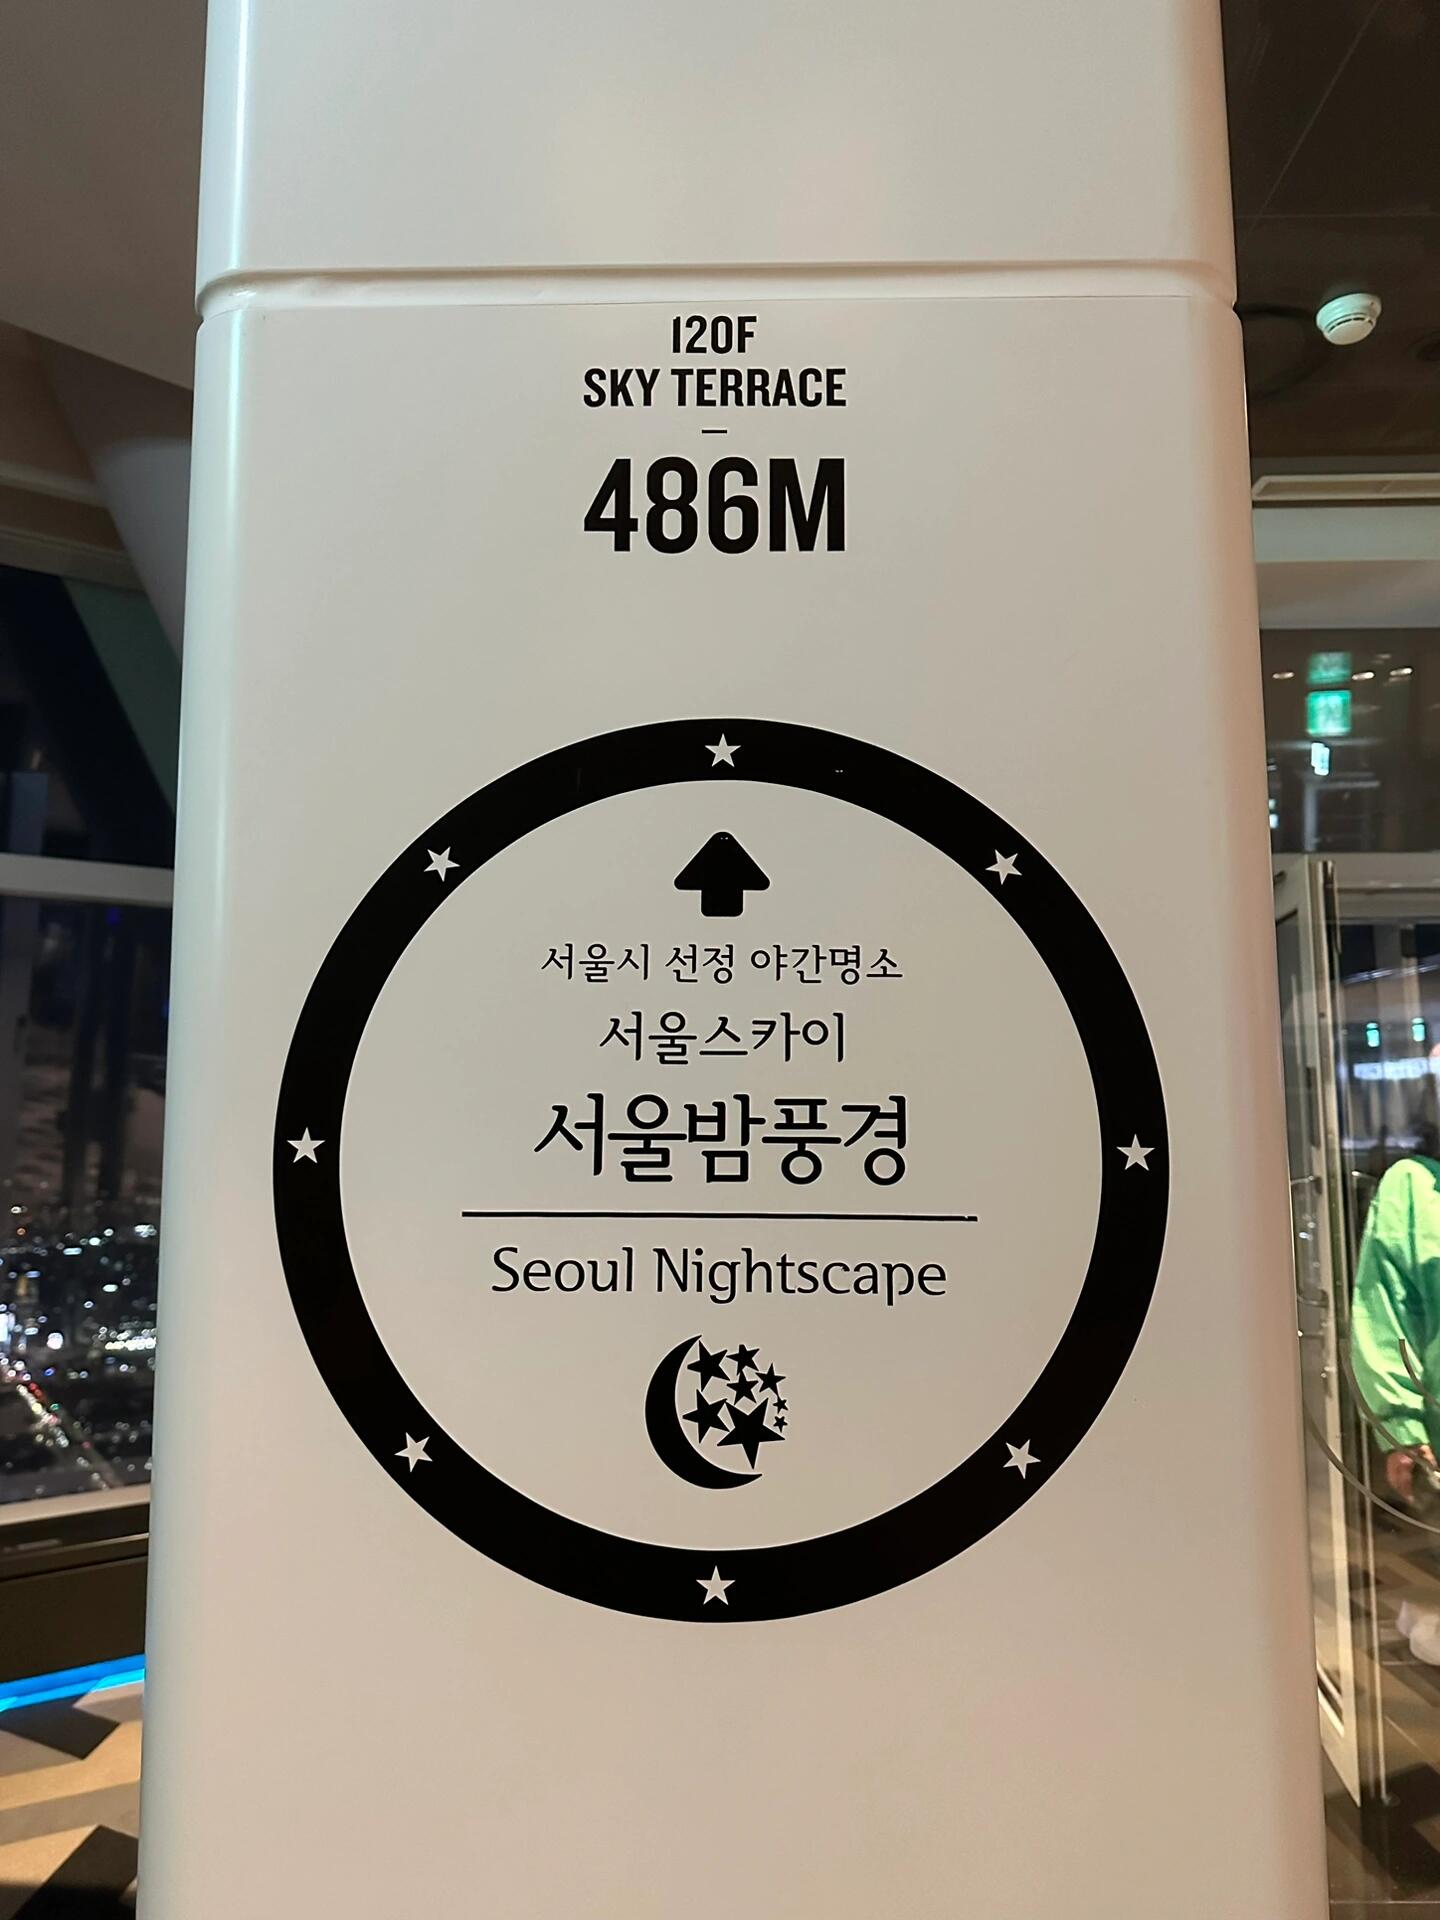 120F
SKY TERRACE
486M
서울시 선정 야간명소
서울스카이
서울밤풍경
Seoul Nightscape